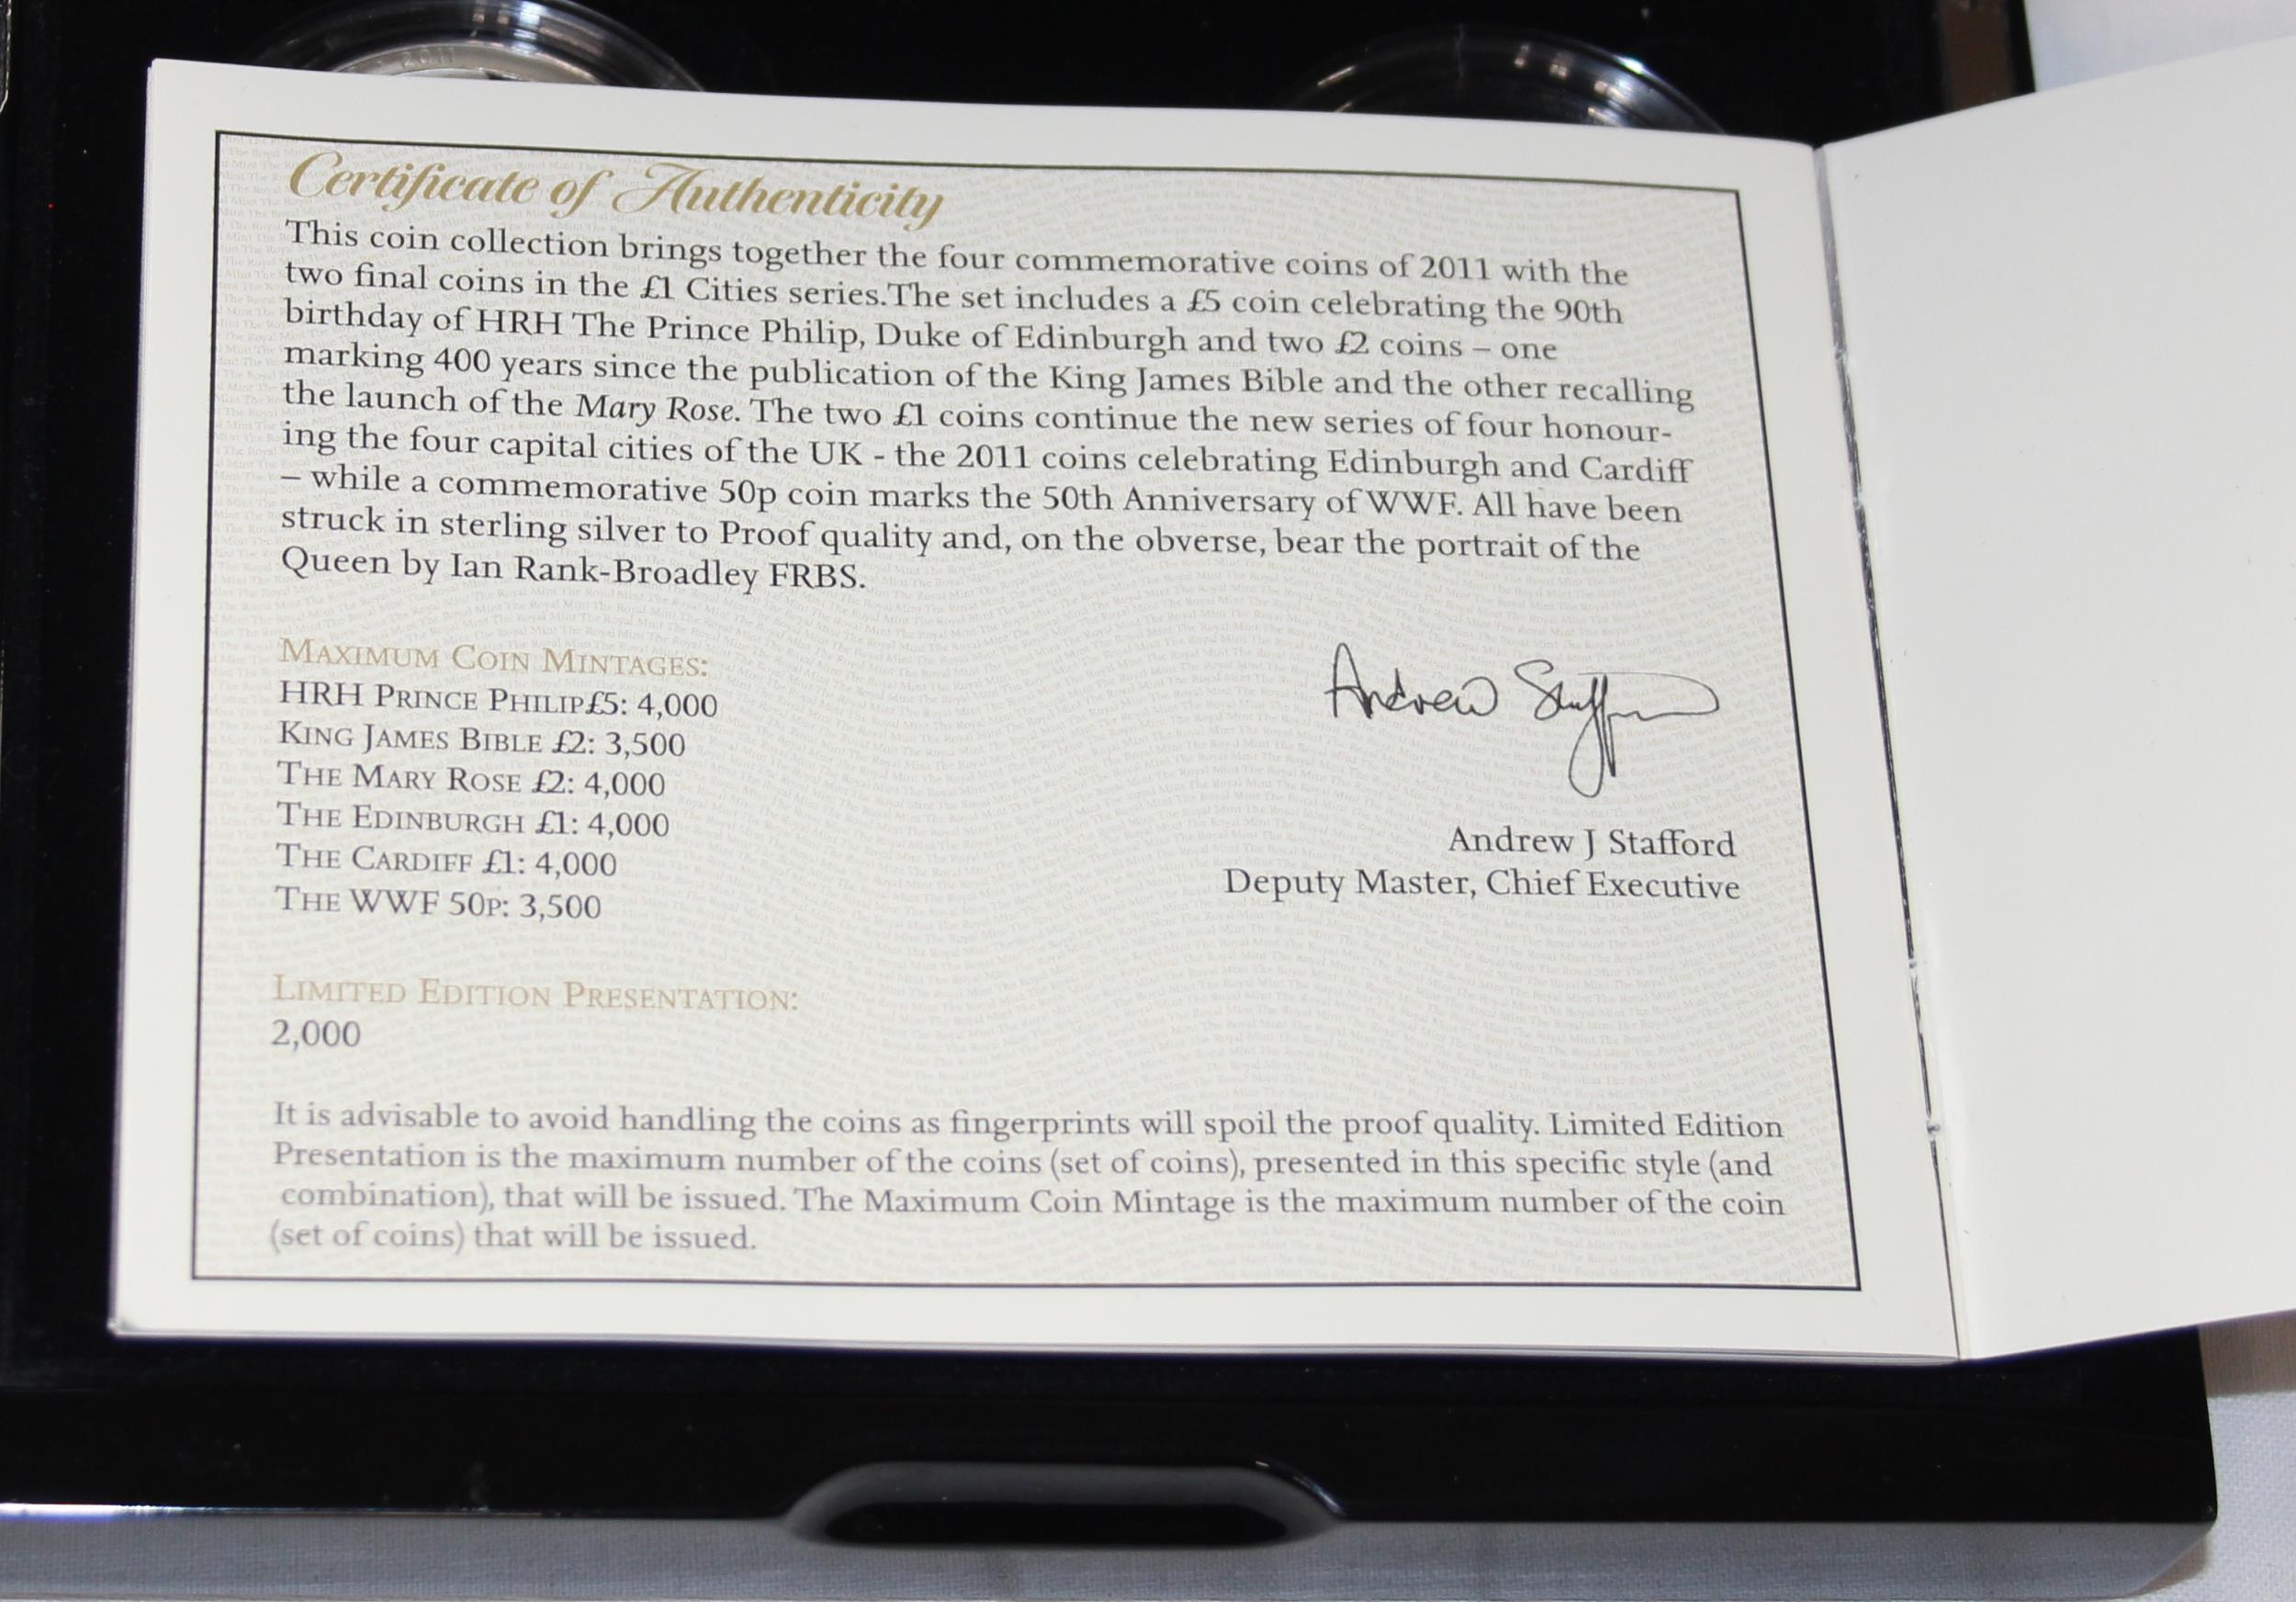 2011
Certificate of Authenticity
This coin collection brings together the four commemorative coins of 2011 with the
two final coins in the £1 Cities series.The set includes a £5 coin celebrating the 90th
birthday of HRH The Prince Philip, Duke of Edinburgh and two £2 coins – one
marking 400 years since the publication of the King James Bible and the other recalling
the launch of the Mary Rose. The two £1 coins continue the new series of four honour-
ing the four capital cities of the UK - the 2011 coins celebrating Edinburgh and Cardiff
– while a commemorative 50p coin marks the 50th Anniversary of WWF. All have been
struck in sterling silver to Proof quality and, on the obverse, bear the portrait of the
Queen by Ian Rank-Broadley FRBS.
MAXIMUM COIN MINTAGES:
HRH PRINCE PHILIP£5: 4,000
KING JAMES BIBLE £2: 3,500
THE MARY ROSE £2: 4,000
THE EDINBURGH £1: 4,000
THE CARDIFF £1: 4,000
THE WWF 50P: 3,500
Andrew Stafford
Andrew J Stafford
Deputy Master, Chief Executive
LIMITED EDITION PRESENTATION:
2,000
It is advisable to avoid handling the coins as fingerprints will spoil the proof quality. Limited Edition
Presentation is the maximum number of the coins (set of coins), presented in this specific style (and
combination), that will be issued. The Maximum Coin Mintage is the maximum number of the coin
(set of coins) that will be issued.